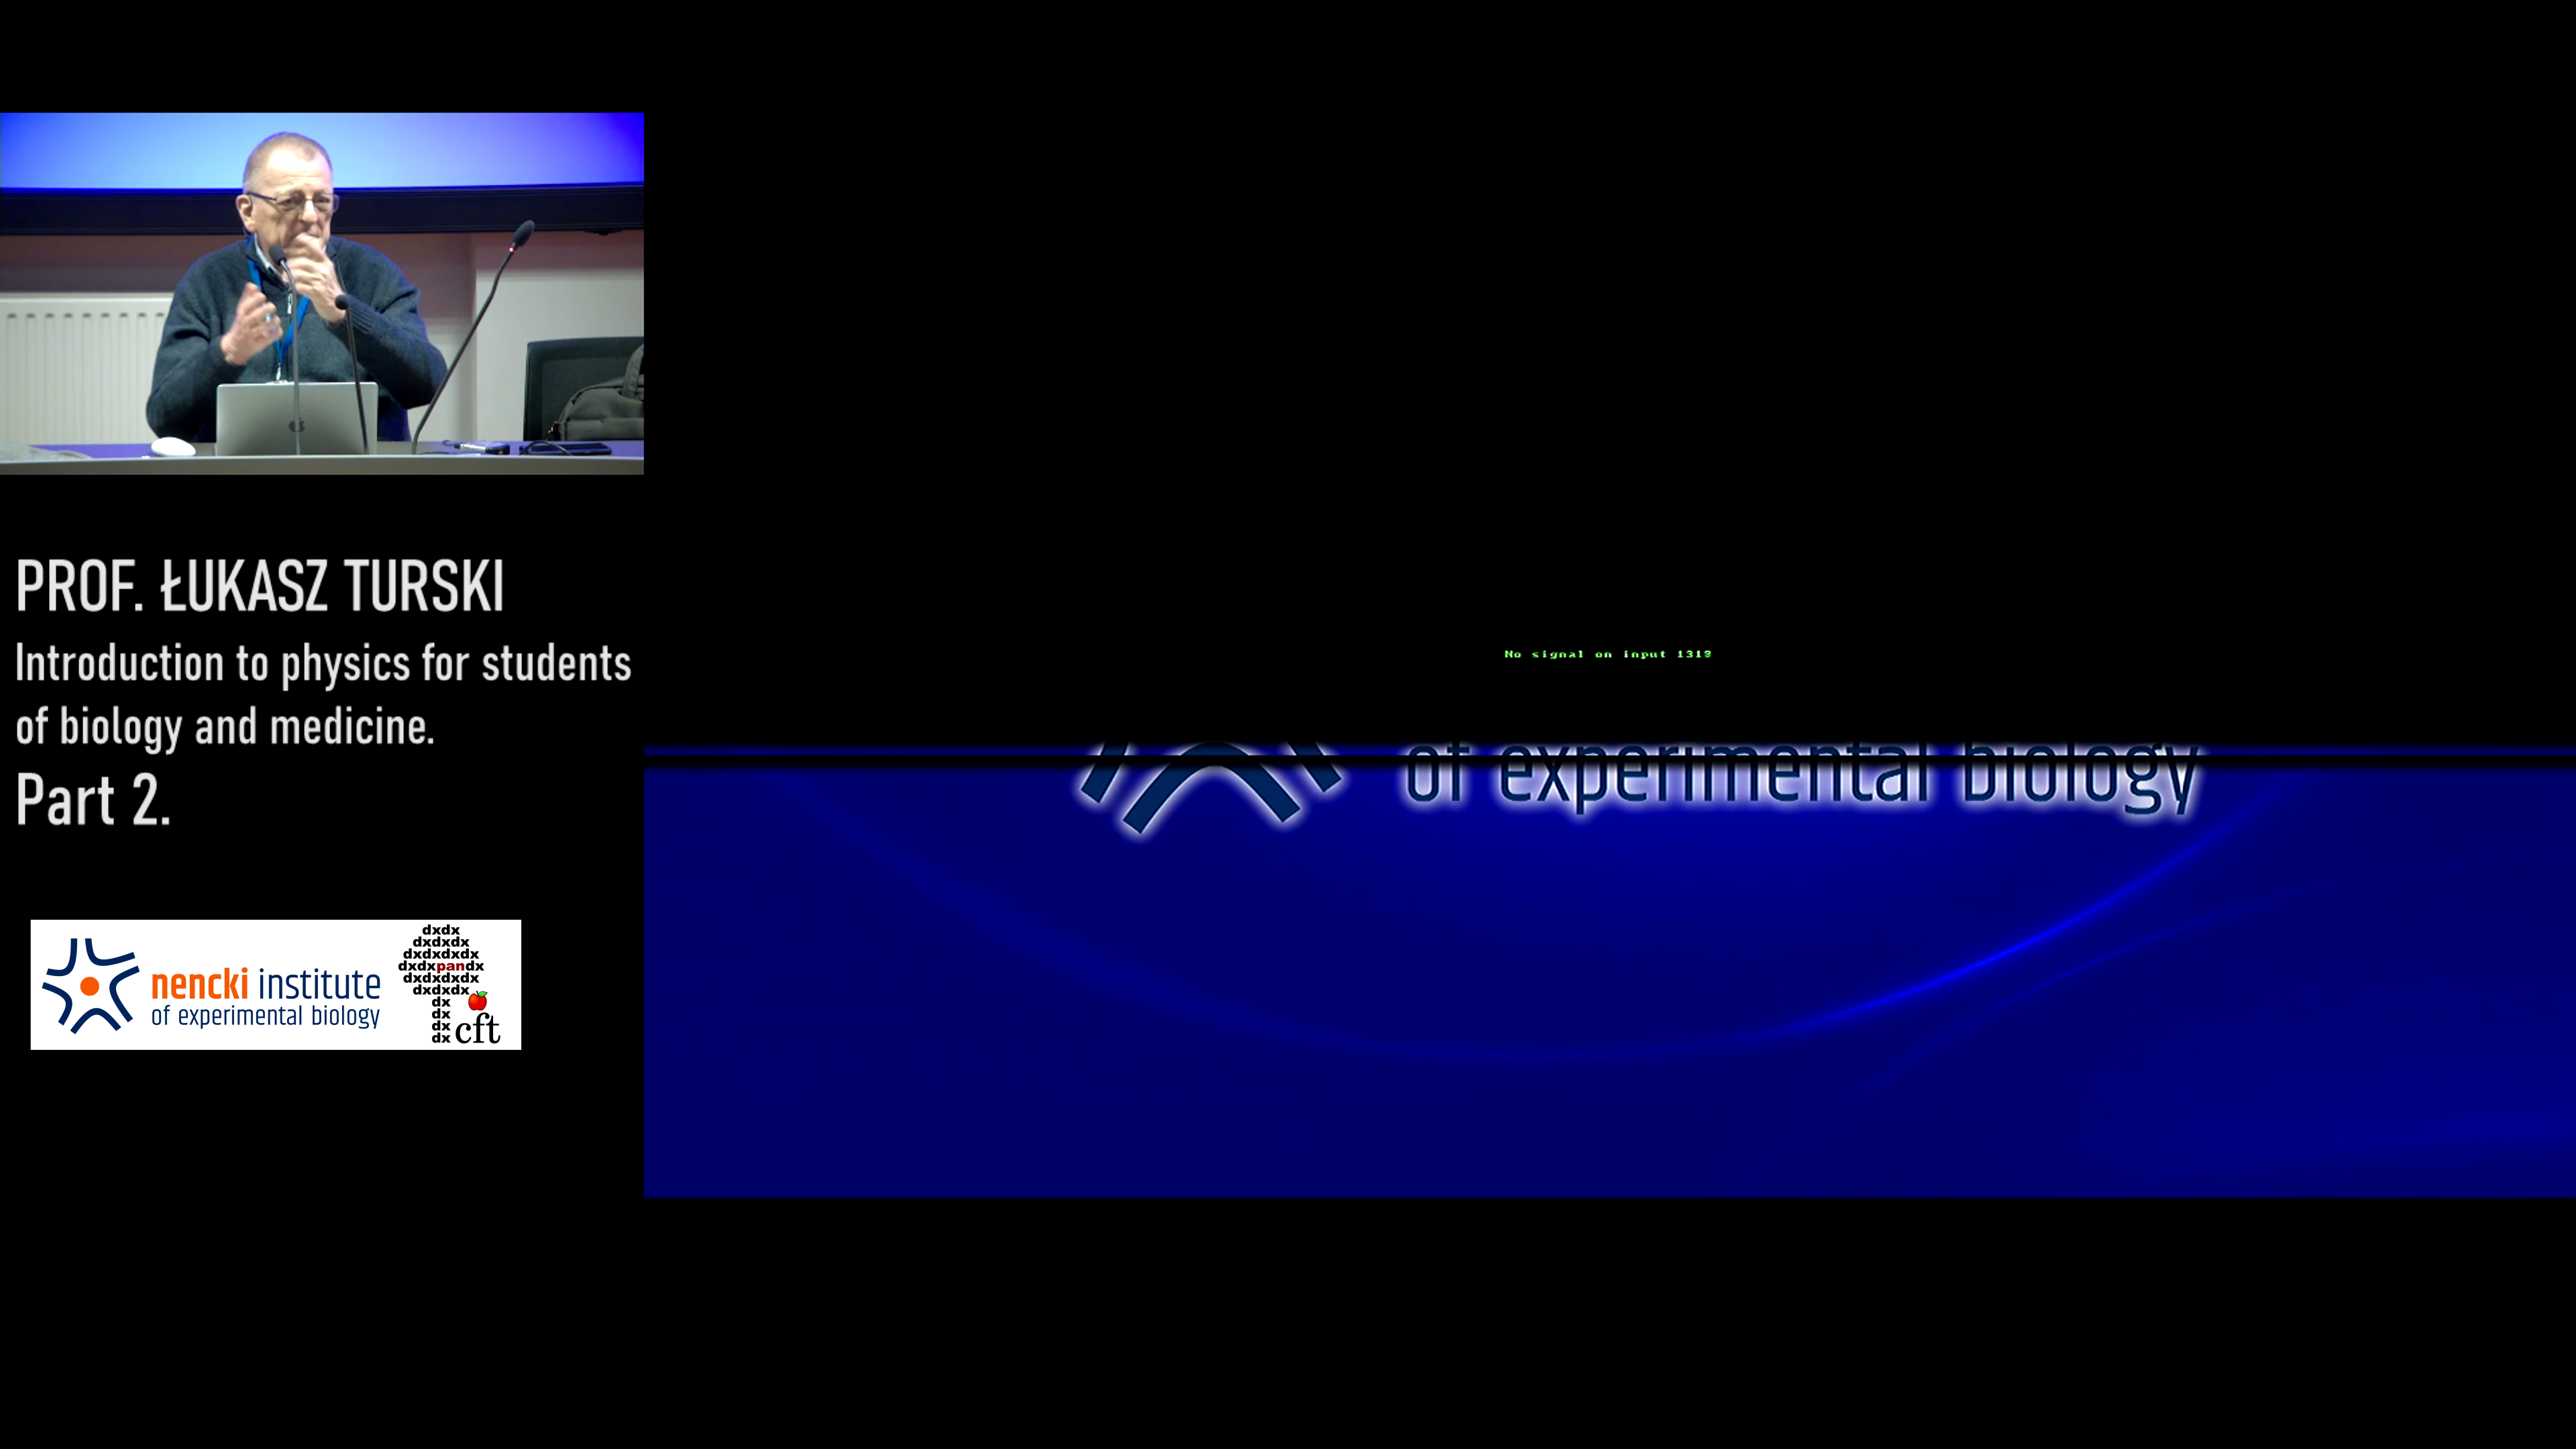 PROF. ŁUKASZ TURSKI
Introduction to physics for students
of biology and medicine.
Part 2.
No signal on input 1318
of experimental biology
nencki institute
of experimental biology
dxdx
dxdxdx
dxdxdxdx
dxdxpandx
dxdxdxdx
dxdxdx
dx
dx
dx
dx cft